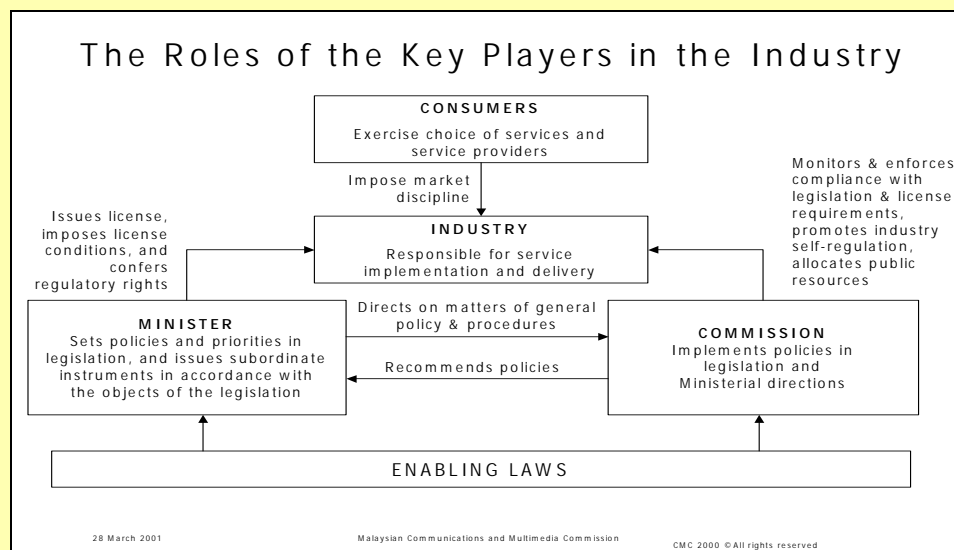 The Roles of the Key Players in the Industry
CONSUMERS
Exercise choice of services and
service providers
Impose market
discipline
Monitors & enforces
compliance with
legislation & license
requirements,
promotes industry
self-regulation,
allocates public
resources
Issues license,
imposes license
conditions, and
confers
regulatory rights
INDUSTRY
Responsible for service
implementation and delivery
MINISTER
Sets policies and priorities in
legislation, and issues subordinate
instruments in accordance with
the objects of the legislation
Directs on matters of general
policy & procedures
Recommends policies
COMMISSION
Implements policies in
legislation and
Ministerial directions
ENABLING LAWS
28 March 2001
Malaysian Communications and Multimedia Commission
CMC 2000 © All rights reserved